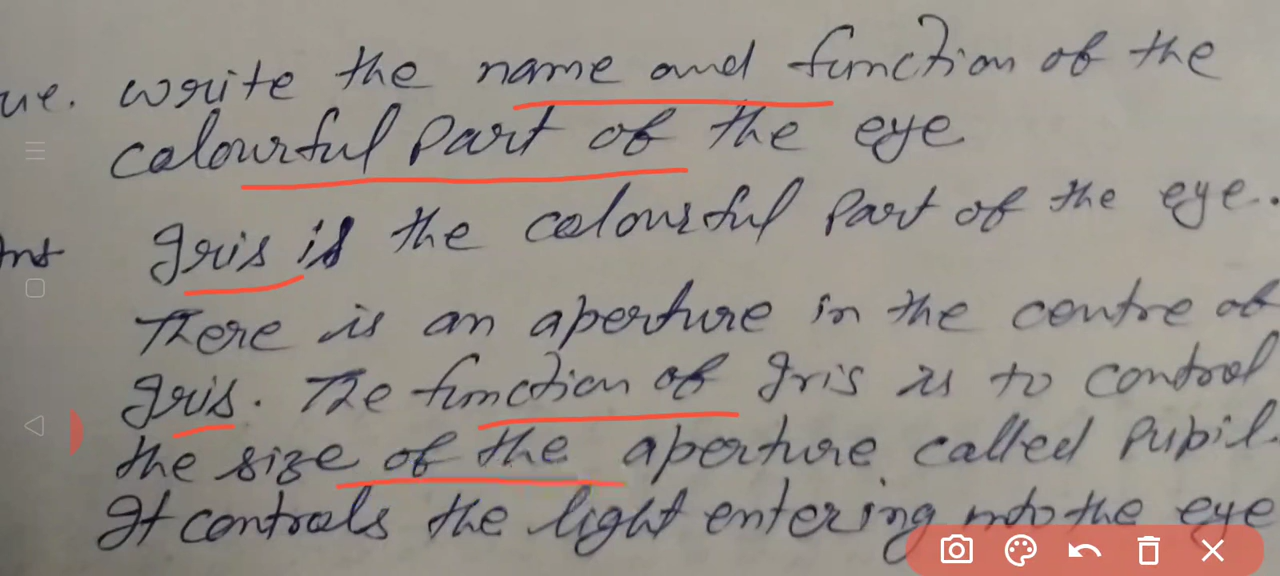 ue. write the name and function of the
colourful Part of the eye
Ans Iris is the colourful Part of the eye.
There is an aperture in the centre of
Iris. The function of Iris is to control
the size of the aperture called Pupil.
It controls the light entering into the eye